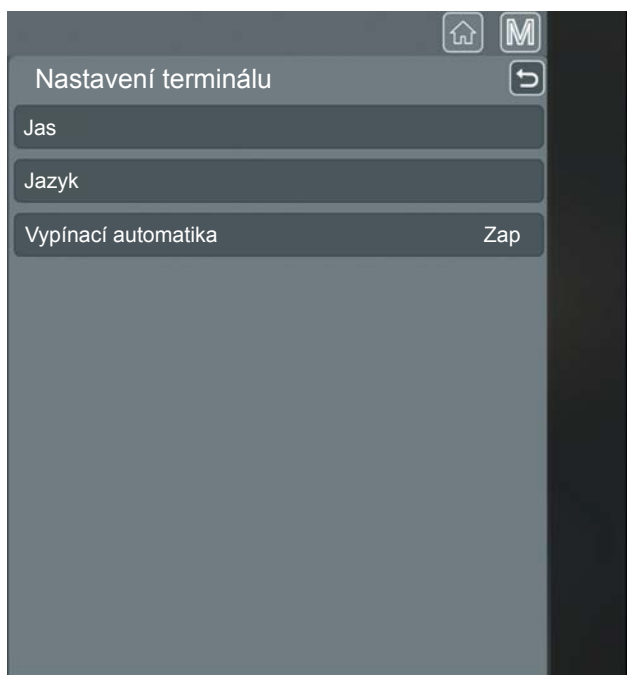 M
Nastavení terminálu
Jas
Jazyk
Vypínací automatika Zap